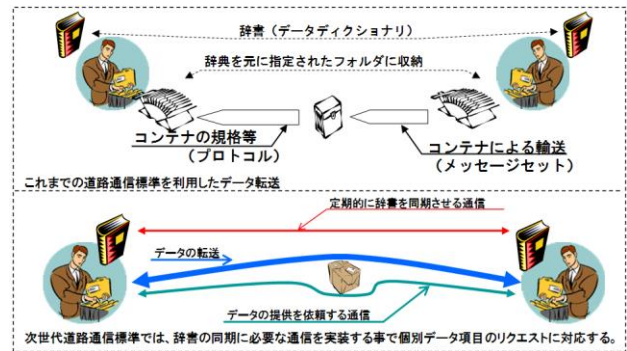 辞書（データディクショナリ）
辞典を元に指定されたフォルダに収納
コンテナの規格等
（プロトコル）
コンテナによる輸送
（メッセージセット）
これまでの道路通信標準を利用したデータ転送
定期的に辞書を同期させる通信
データの転送
データの提供を依頼する通信
次世代道路通信標準では、辞書の同期に必要な通信を実装する事で個別データ項目のリクエストに対応する。